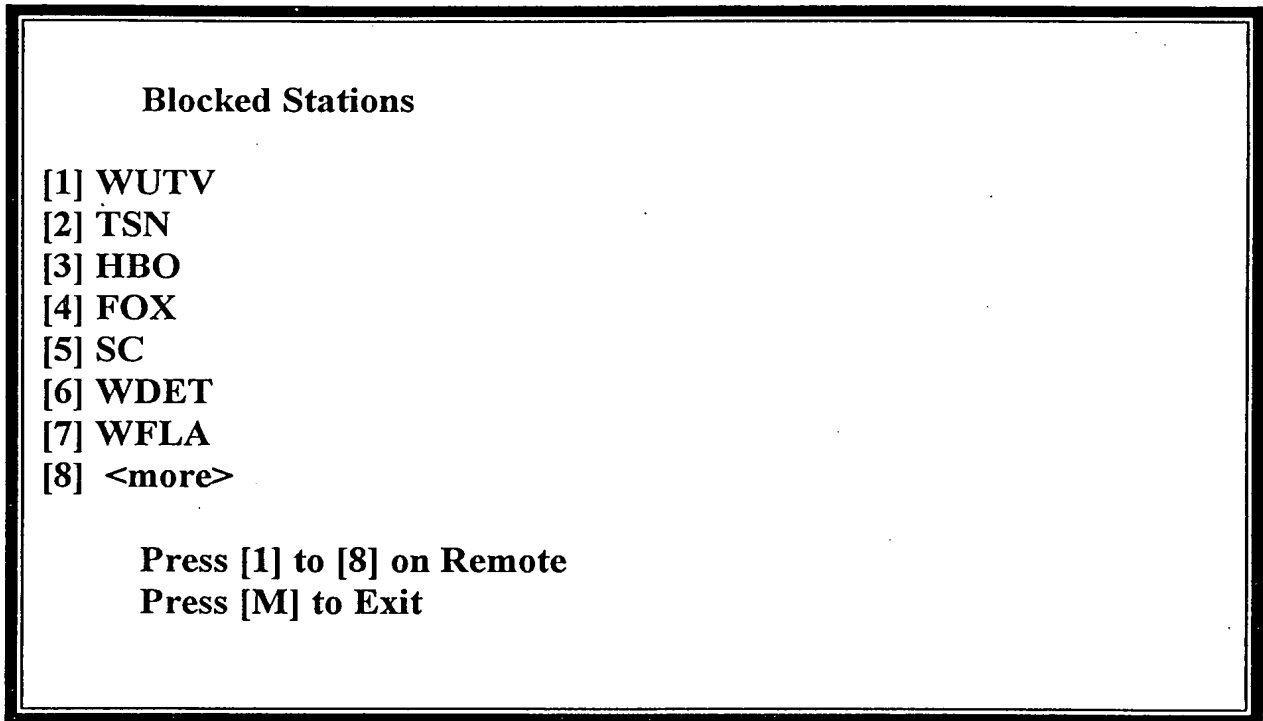 Blocked Stations
[1] WUTV
[2] TSN
[3] HBO
[4] FOX
[5] SC
[6] WDET
[7] WFLA
[8] <more>
Press [1] to [8] on Remote
Press [M] to Exit